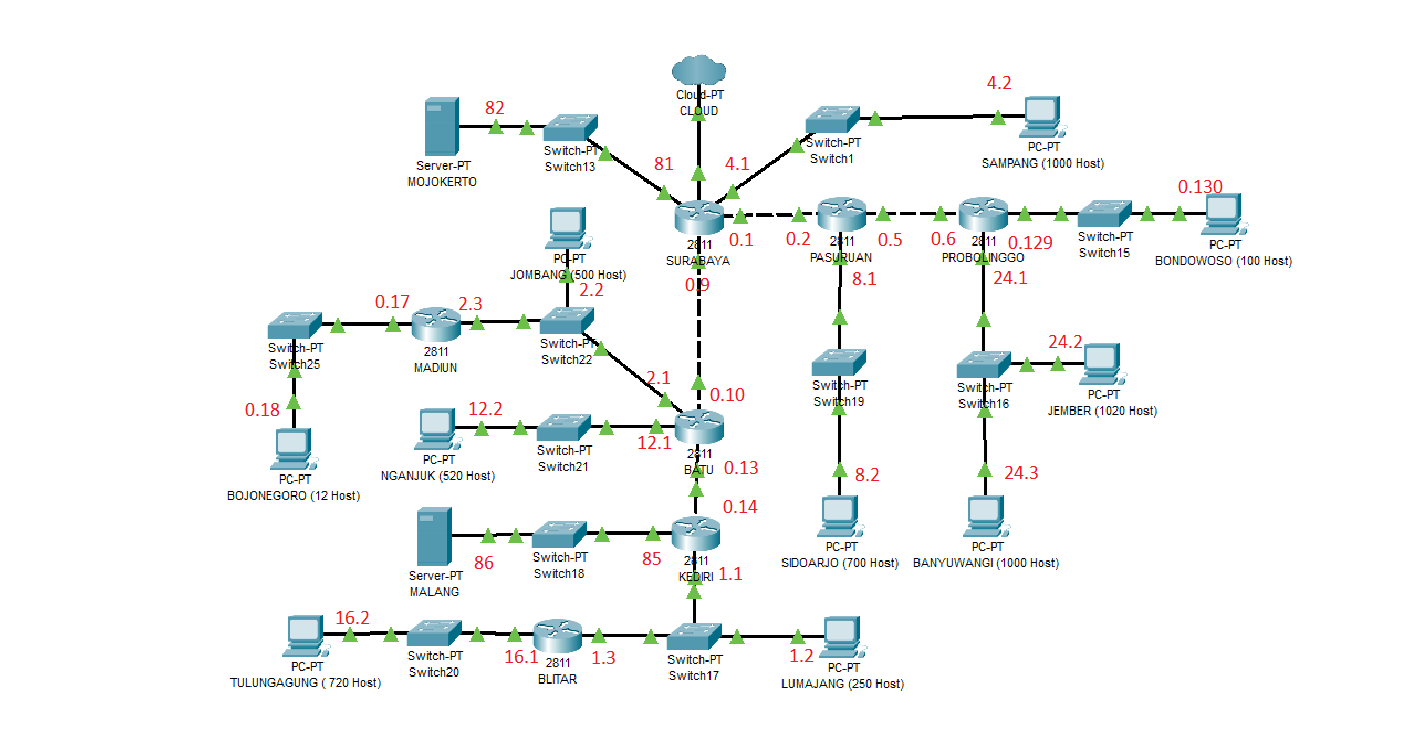 Cloud-PT
CLOUD
82
Server-PT
MOJOKERTO
Switch-PT
Switch13
81
4.1
Switch-PT
Switch1
4.2
PC-PT
SAMPANG (1000 Host)
2811
SURABAYA
0.1
0.2
2811
PASURUAN
0.5
0.6
2811
PROBOLINGGO
0.129
Switch-PT
Switch15
0.130
PC-PT
BONDOWOSO (100 Host)
PC-PT
JOMBANG (500 Host)
2.2
0.9
8.1
24.1
Switch-PT
Switch25
0.17
2811
MADIUN
2.3
Switch-PT
Switch22
2.1
0.10
Switch-PT
Switch19
Switch-PT
Switch16
24.2
PC-PT
JEMBER (1020 Host)
0.18
PC-PT
BOJONEGORO (12 Host)
12.2
PC-PT
NGANJUK (520 Host)
Switch-PT
Switch21
12.1
2811
BATU
0.13
8.2
PC-PT
SIDOARJO (700 Host)
24.3
PC-PT
BANYUWANGI (1000 Host)
0.14
Server-PT
MALANG
86
Switch-PT
Switch18
85
2811
KEDIRI
1.1
16.2
PC-PT
TULUNGAGUNG ( 720 Host)
Switch-PT
Switch20
16.1
2811
BLITAR
1.3
Switch-PT
Switch17
1.2
PC-PT
LUMAJANG (250 Host)